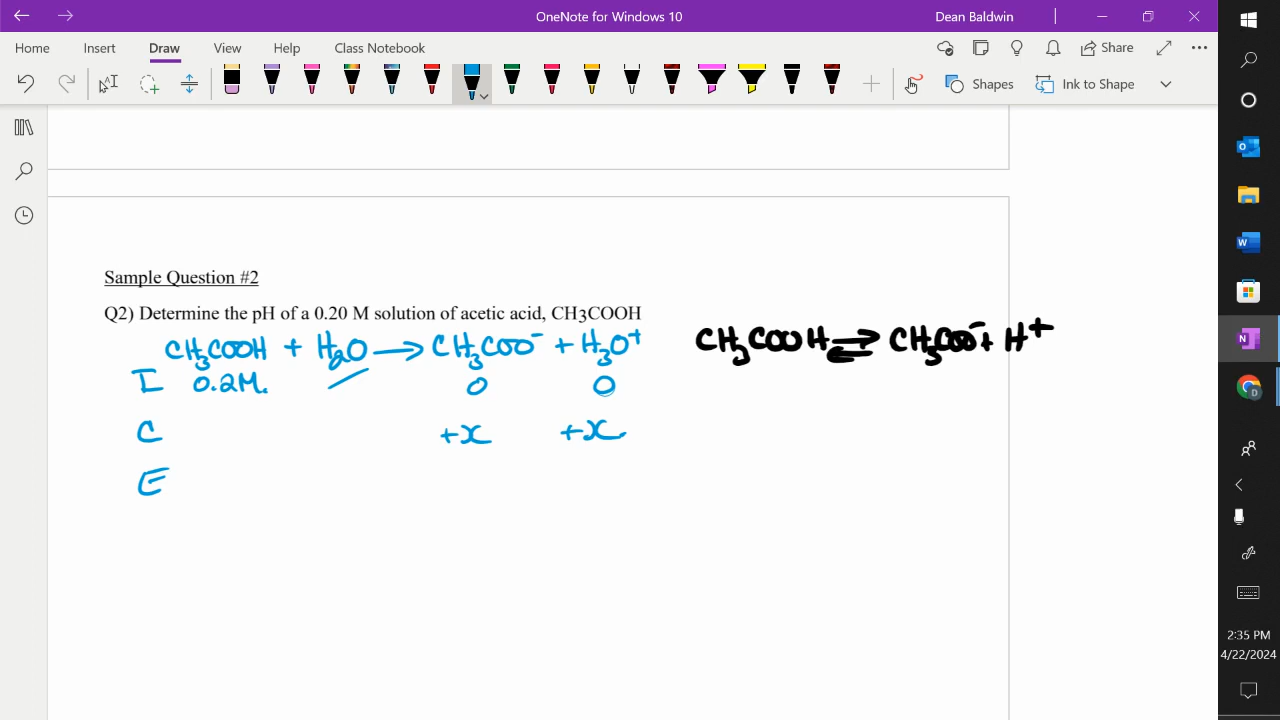 OneNote for Windows 10
Dean Baldwin
Home Insert Draw View Help Class Notebook
Share
Shapes
Ink to Shape
Sample Question #2
Q2) Determine the pH of a 0.20 M solution of acetic acid, CH3COOH
CH₃COOH + H₂O → CH₃COO⁻ + H₃O⁺
CH₃COOH ⇌ CH₃COO⁻ + H⁺
I 0.2M. 0 0
C +x +x
E
2:35 PM
4/22/2024